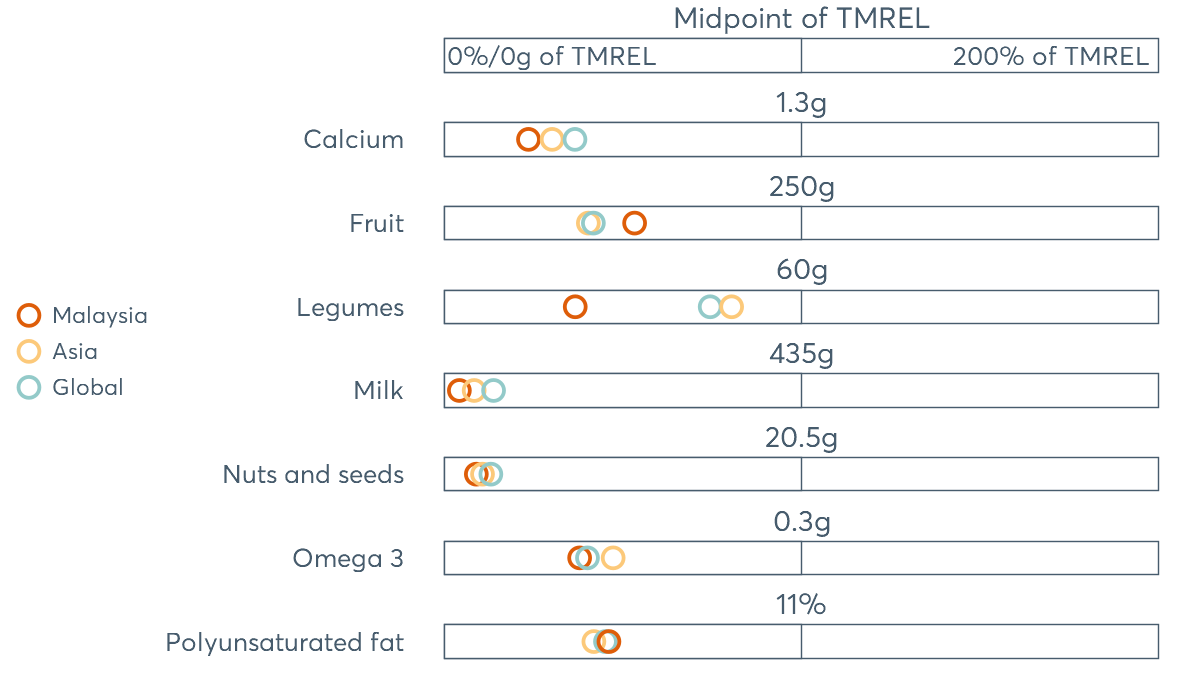 Midpoint of TMREL
0%/0g of TMREL 200% of TMREL
1.3g
Calcium
250g
Fruit
60g
Legumes
Malaysia
Asia
Global
435g
Milk
20.5g
Nuts and seeds
0.3g
Omega 3
11%
Polyunsaturated fat